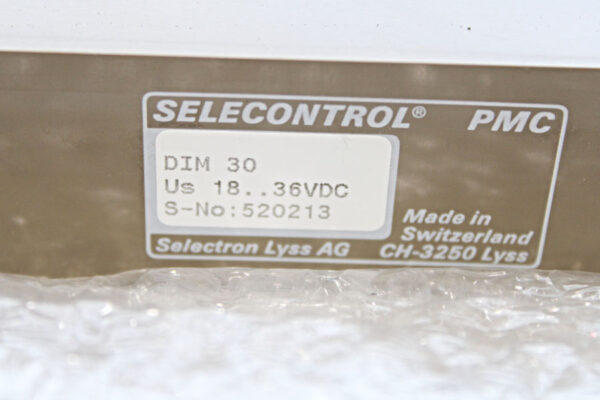 SELECONTROL® PMC
DIM 30
Us 18..36VDC
S-No:520213
Made in
Switzerland
Selectron Lyss AG CH-3250 Lyss